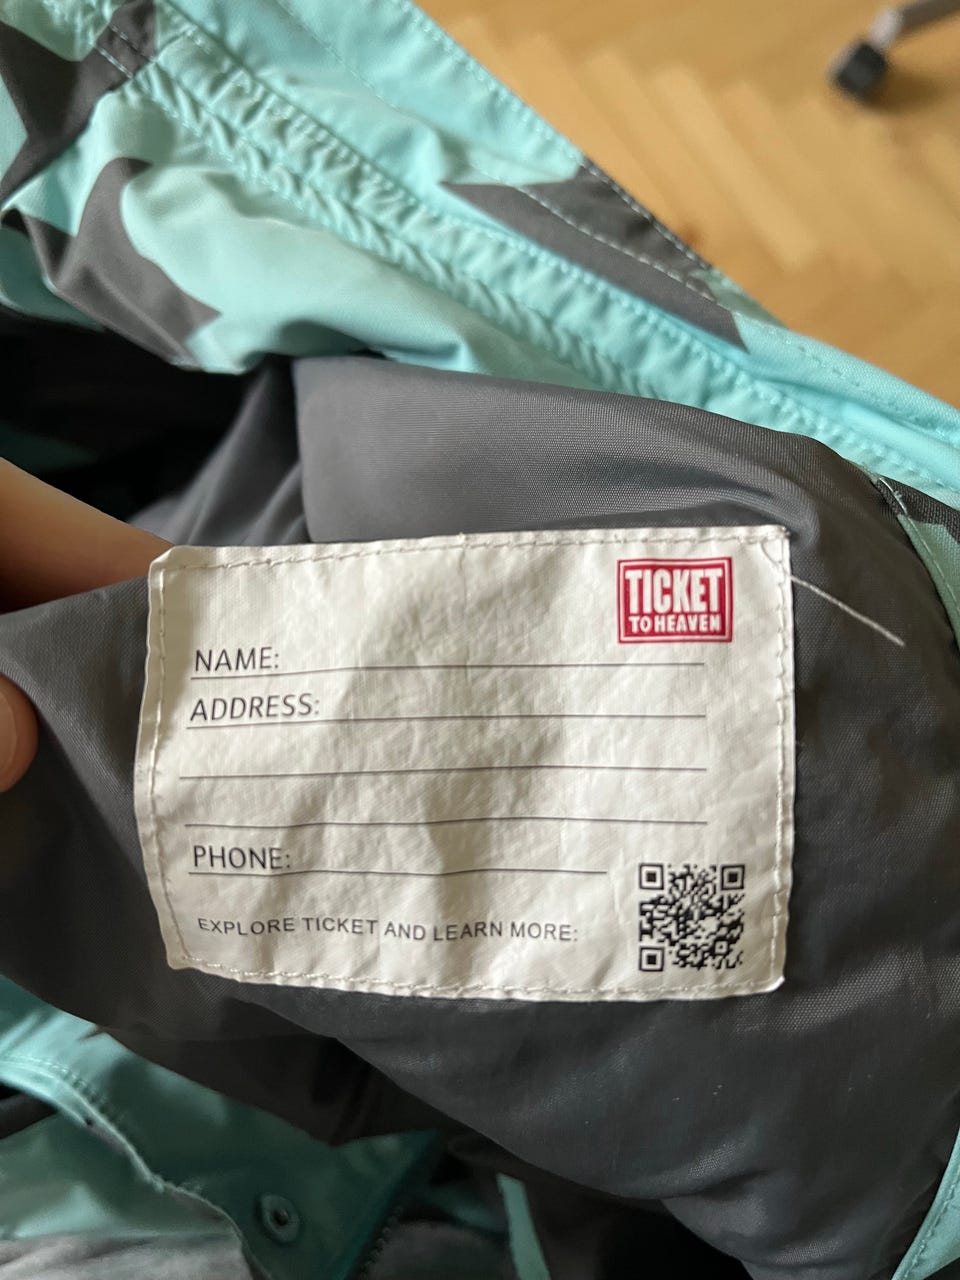 TICKET
TO HEAVEN
NAME:
ADDRESS:
PHONE:
EXPLORE TICKET AND LEARN MORE: